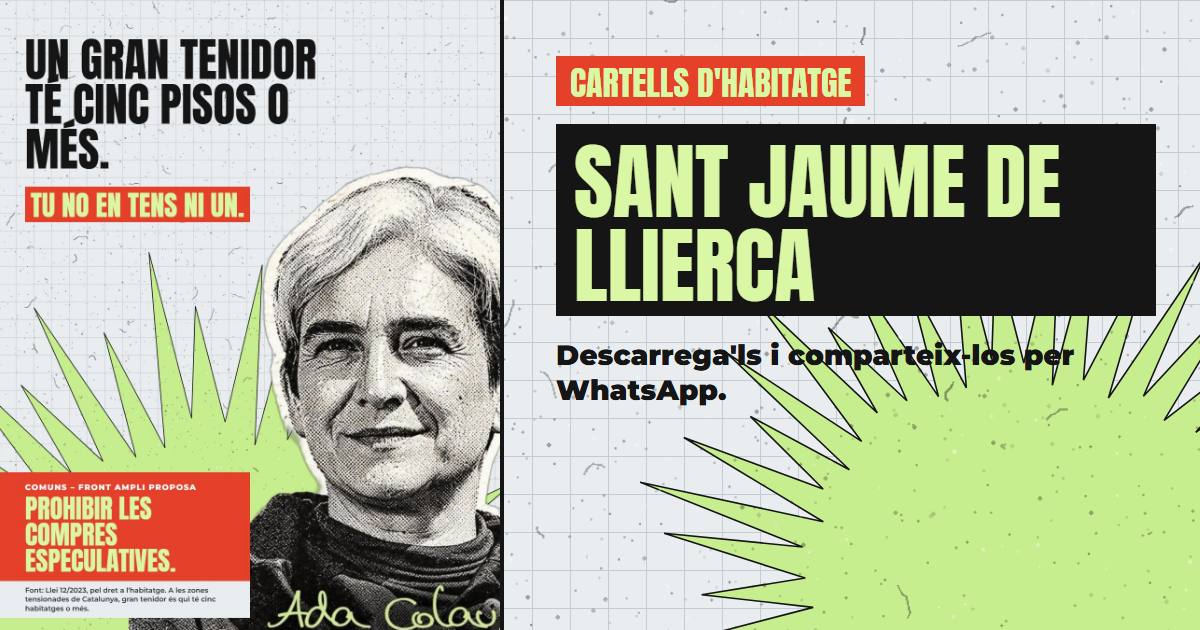 UN GRAN TENIDOR
TÉ CINC PISOS O
MÉS.
TU NO EN TENS NI UN.
COMUNS – FRONT AMPLI PROPOSA
PROHIBIR LES
COMPRES
ESPECULATIVES.
Font: Llei 12/2023, pel dret a l'habitatge. A les zones
tensionades de Catalunya, gran tenidor és qui té cinc
habitatges o més.
Ada Colau
CARTELLS D'HABITATGE
SANT JAUME DE
LLIERCA
Descarrega'ls i comparteix-los per
WhatsApp.